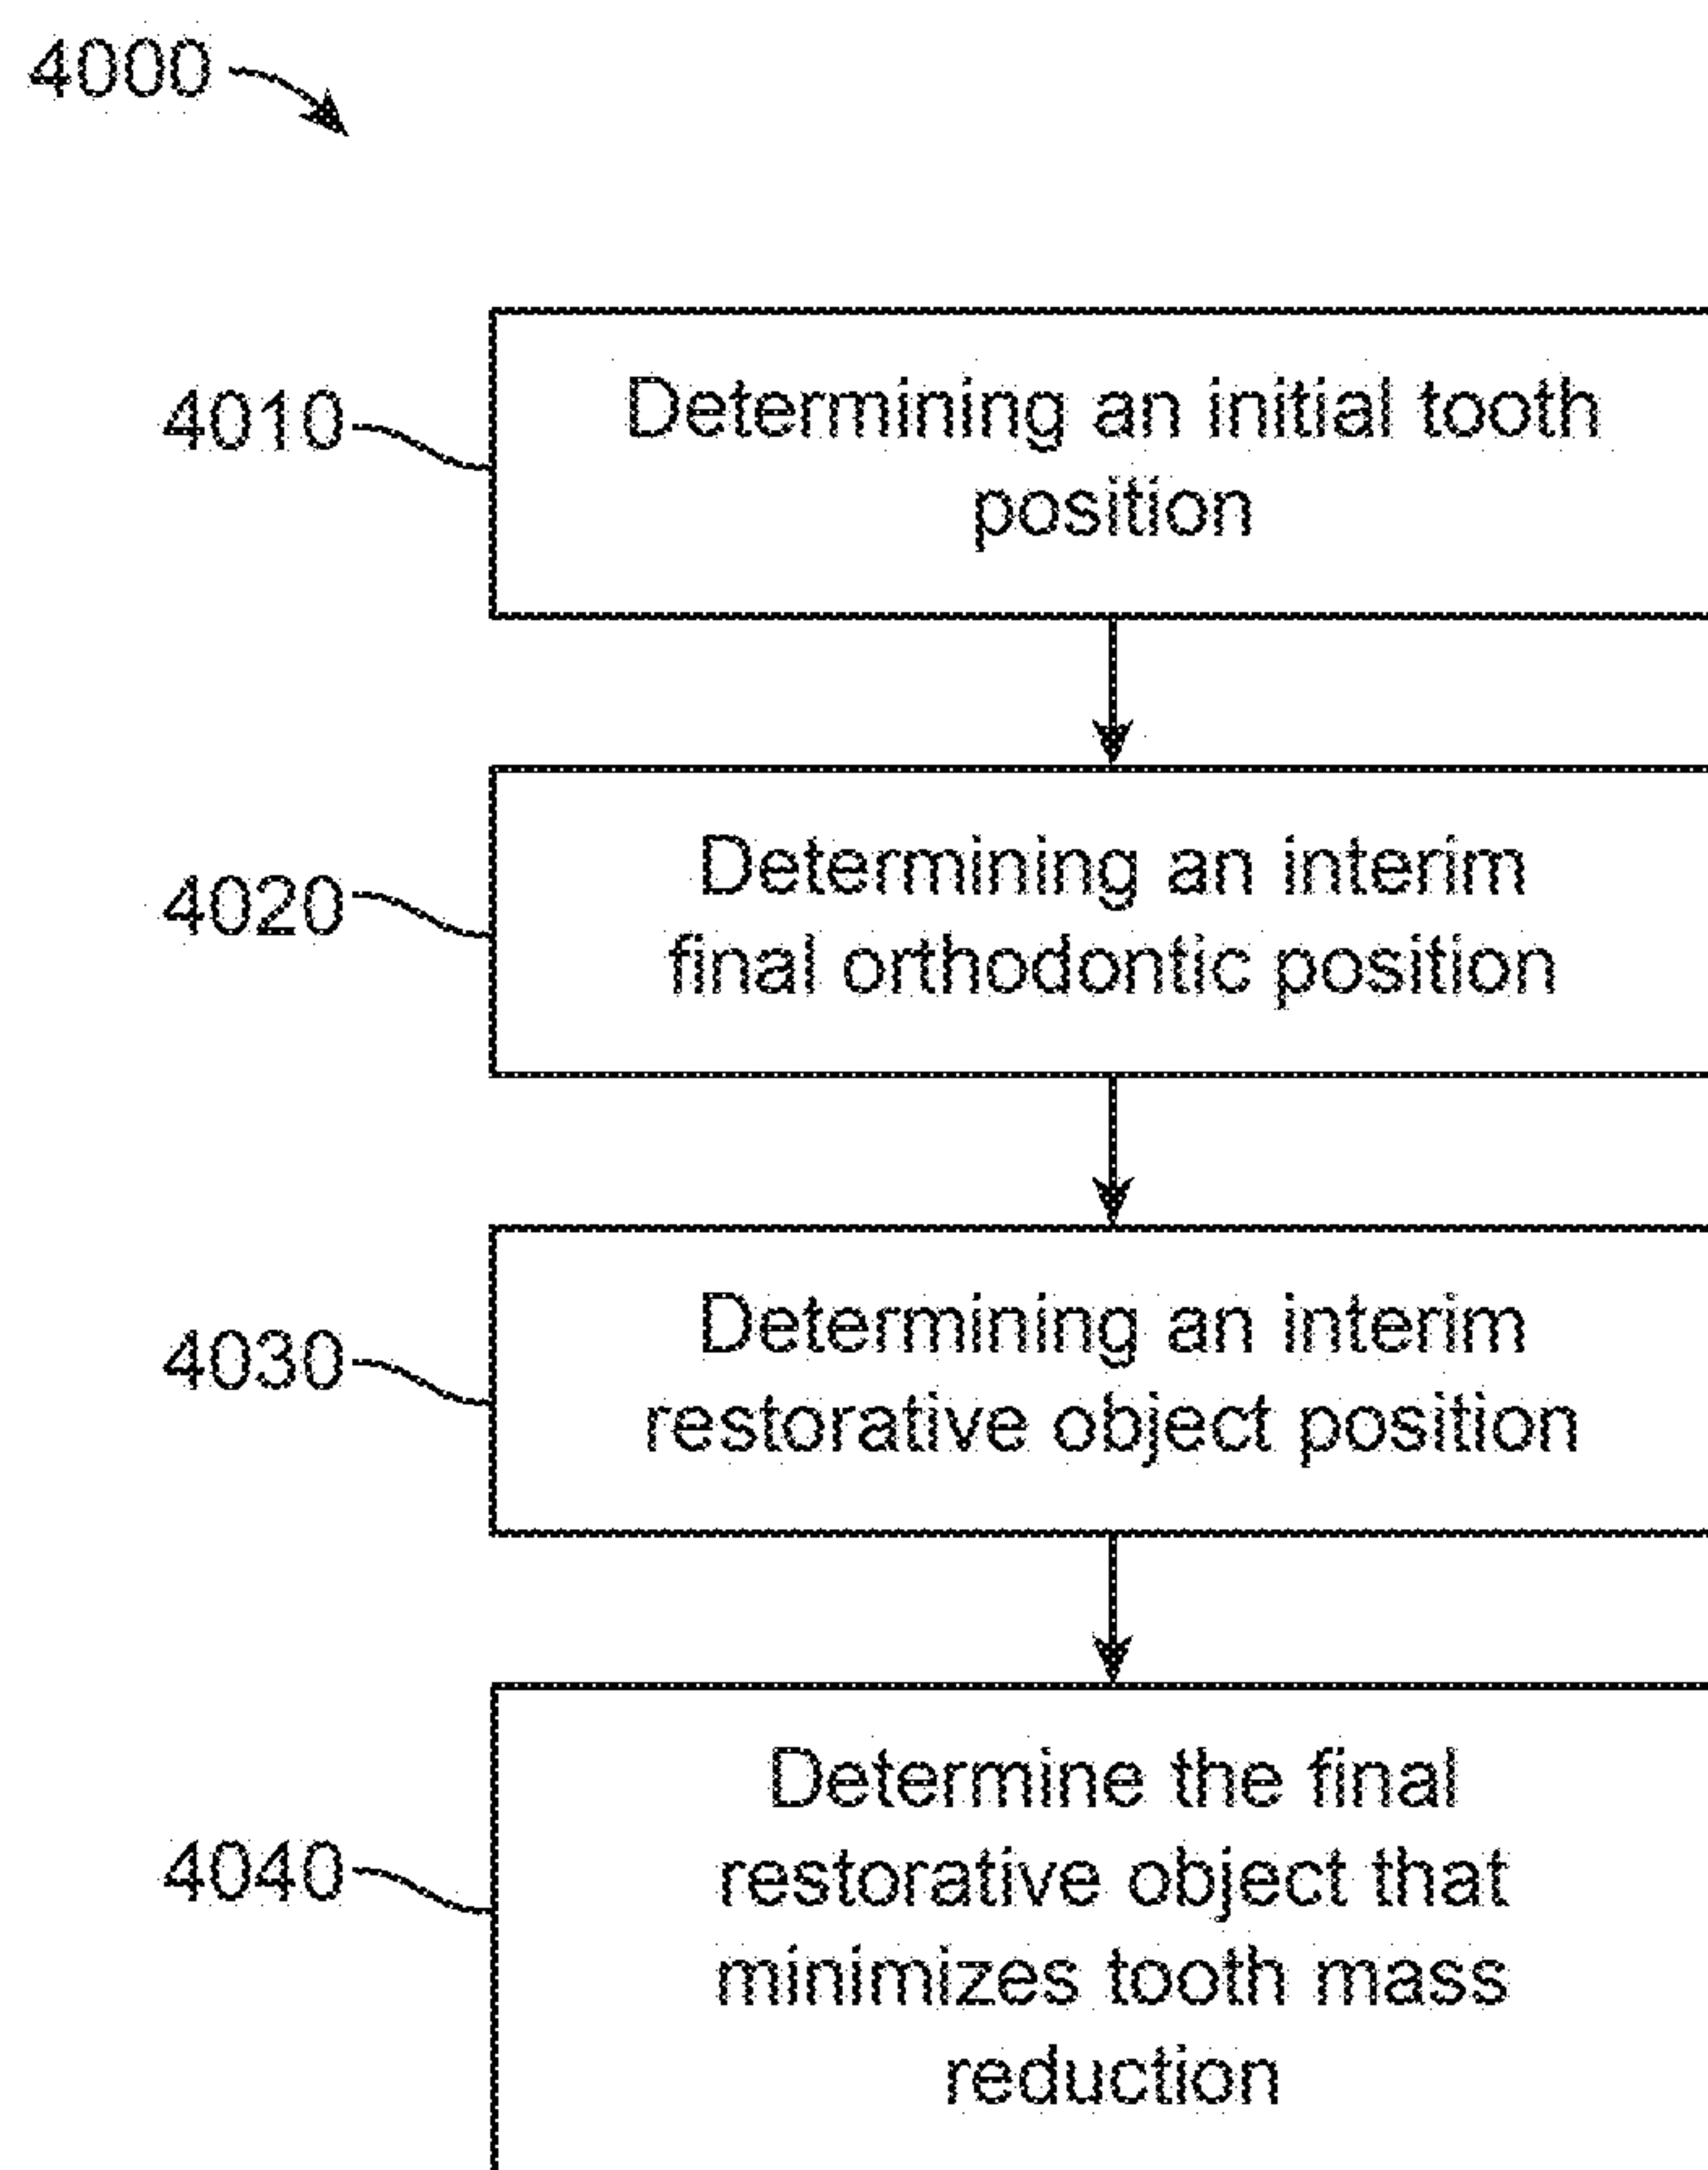 4000
4010
Determining an initial tooth
position
4020
Determining an interim
final orthodontic position
4030
Determining an interim
restorative object position
4040
Determine the final
restorative object that
minimizes tooth mass
reduction